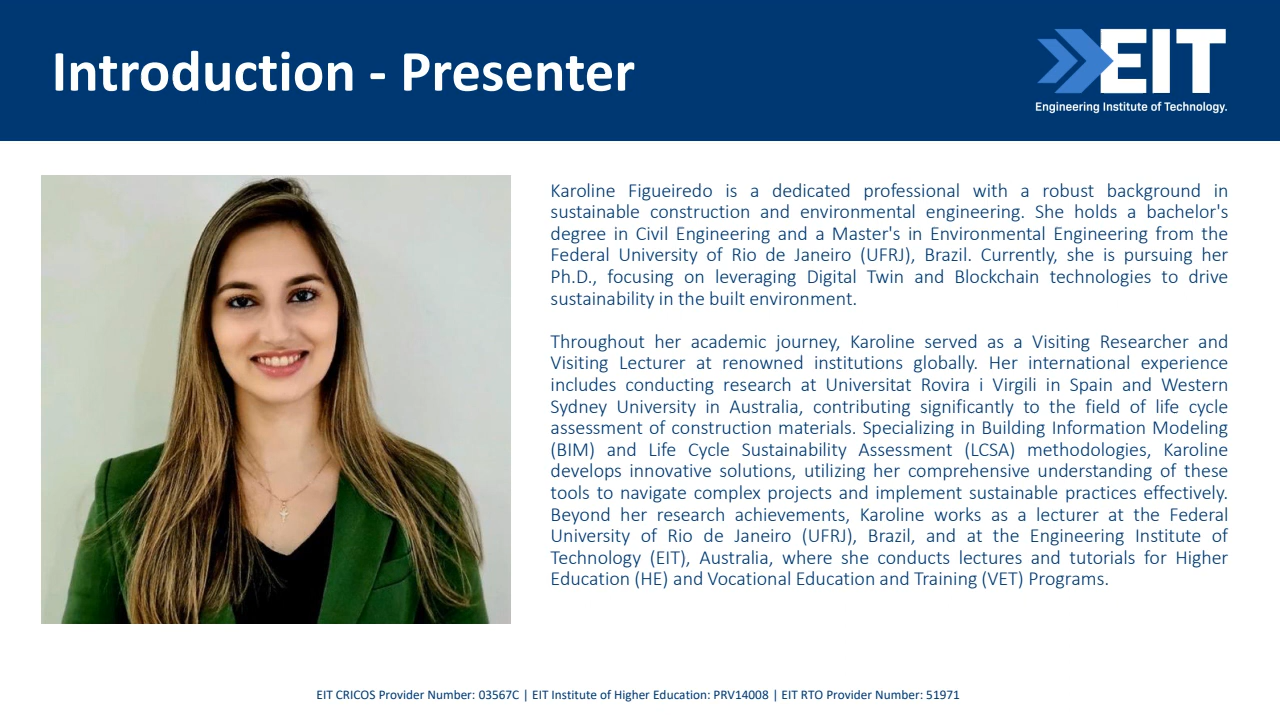 Introduction - Presenter
EIT
Engineering Institute of Technology.
Karoline Figueiredo is a dedicated professional with a robust background in
sustainable construction and environmental engineering. She holds a bachelor's
degree in Civil Engineering and a Master's in Environmental Engineering from the
Federal University of Rio de Janeiro (UFRJ), Brazil. Currently, she is pursuing her
Ph.D., focusing on leveraging Digital Twin and Blockchain technologies to drive
sustainability in the built environment.
Throughout her academic journey, Karoline served as a Visiting Researcher and
Visiting Lecturer at renowned institutions globally. Her international experience
includes conducting research at Universitat Rovira i Virgili in Spain and Western
Sydney University in Australia, contributing significantly to the field of life cycle
assessment of construction materials. Specializing in Building Information Modeling
(BIM) and Life Cycle Sustainability Assessment (LCSA) methodologies, Karoline
develops innovative solutions, utilizing her comprehensive understanding of these
tools to navigate complex projects and implement sustainable practices effectively.
Beyond her research achievements, Karoline works as a lecturer at the Federal
University of Rio de Janeiro (UFRJ), Brazil, and at the Engineering Institute of
Technology (EIT), Australia, where she conducts lectures and tutorials for Higher
Education (HE) and Vocational Education and Training (VET) Programs.
EIT CRICOS Provider Number: 03567C | EIT Institute of Higher Education: PRV14008 | EIT RTO Provider Number: 51971